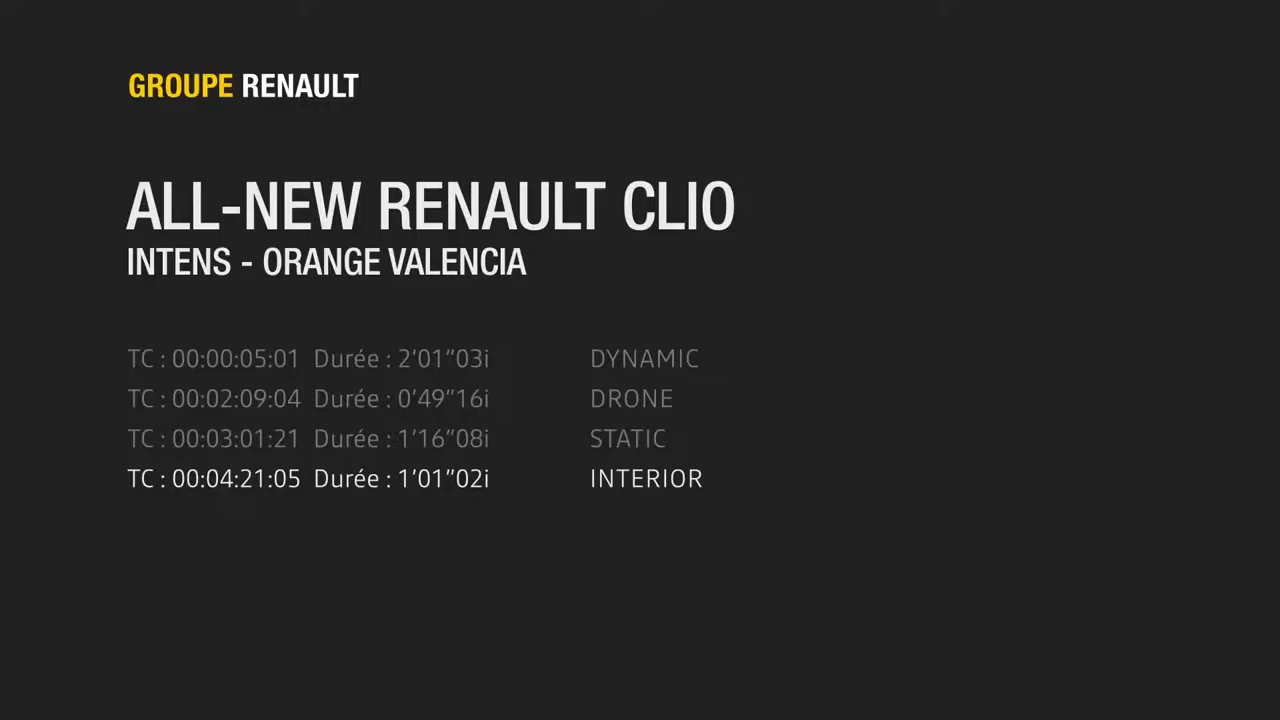 GROUPE RENAULT
ALL-NEW RENAULT CLIO
INTENS - ORANGE VALENCIA
TC : 00:00:05:01 Durée : 2’01”03i DYNAMIC
TC : 00:02:09:04 Durée : 0’49”16i DRONE
TC : 00:03:01:21 Durée : 1’16”08i STATIC
TC : 00:04:21:05 Durée : 1’01”02i INTERIOR